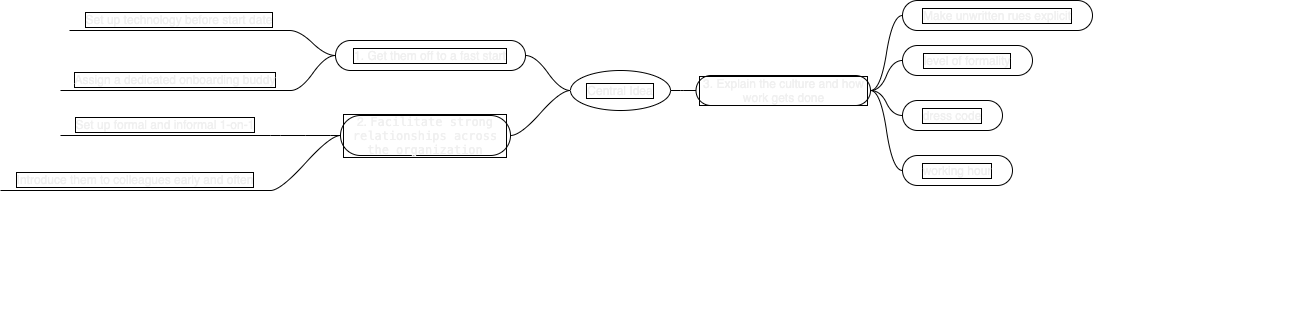 Set up technology before start date
Assign a dedicated onboarding buddy
1. Get them off to a fast start
Set up formal and informal 1-on-1
2. Facilitate strong
relationships across
the organization
Introduce them to colleagues early and often
Central Idea
3. Explain the culture and how
work gets done
Make unwritten rues explicit
level of formality
dress code
working hour